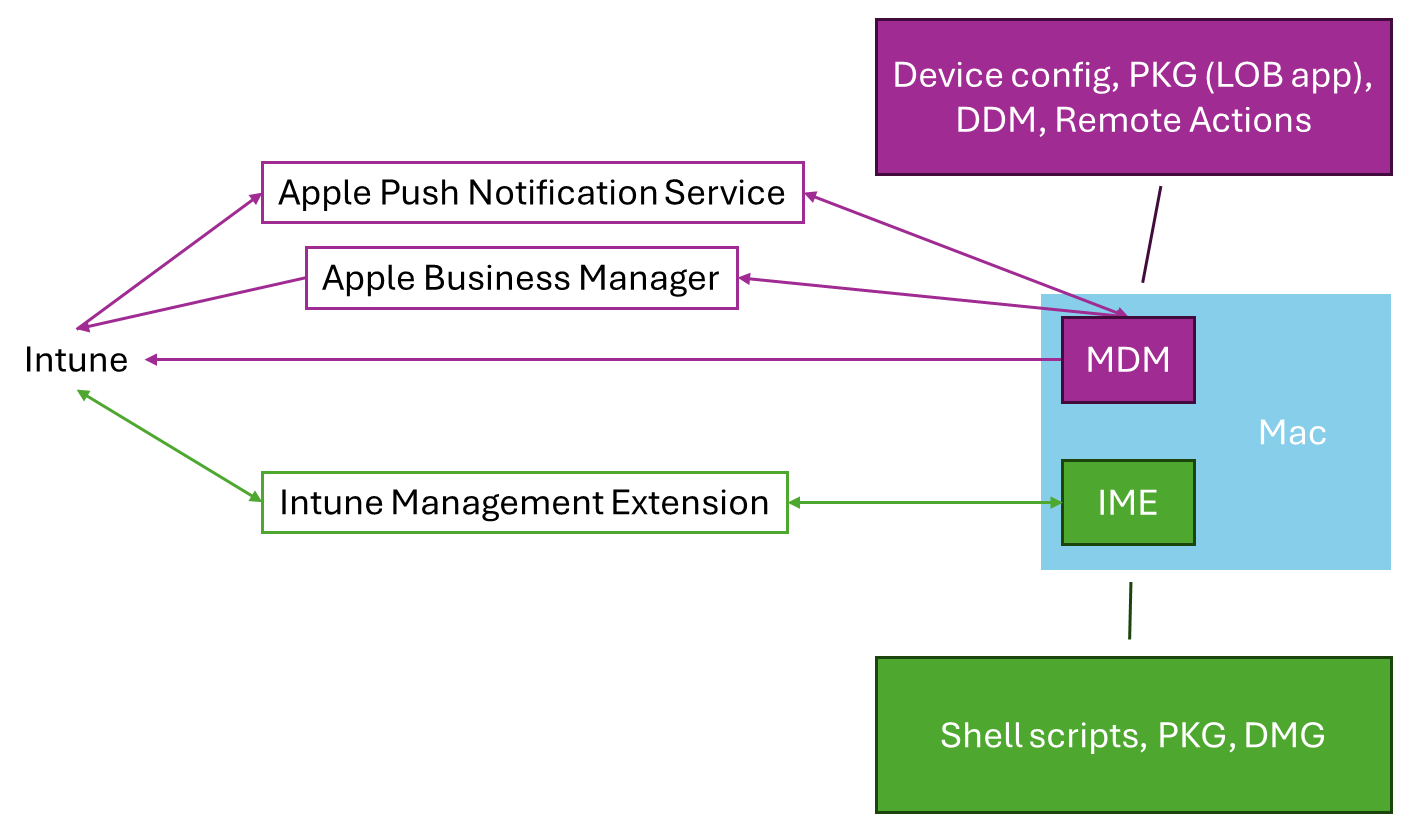 Device config, PKG (LOB app),
DDM, Remote Actions
Apple Push Notification Service
Apple Business Manager
Intune
MDM
Mac
Intune Management Extension
IME
Shell scripts, PKG, DMG